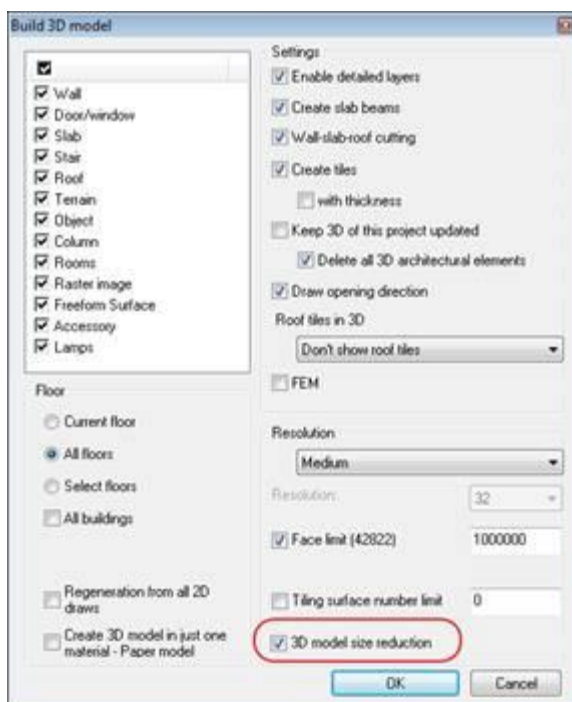 Build 3D model
Wall
Door/window
Slab
Stair
Roof
Terrain
Object
Column
Rooms
Raster image
Freeform Surface
Accessory
Lamps
Floor
Current floor
All floors
Select floors
All buildings
Regeneration from all 2D
draws
Create 3D model in just one
material - Paper model
Settings
Enable detailed layers
Create slab beams
Wall-slab-roof cutting
Create tiles
with thickness
Keep 3D of this project updated
Delete all 3D architectural elements
Draw opening direction
Roof tiles in 3D
Don't show roof tiles
FEM
Resolution
Medium
Resolution: 32
Face limit (42822) 1000000
Tiling surface number limit 0
3D model size reduction
OK Cancel